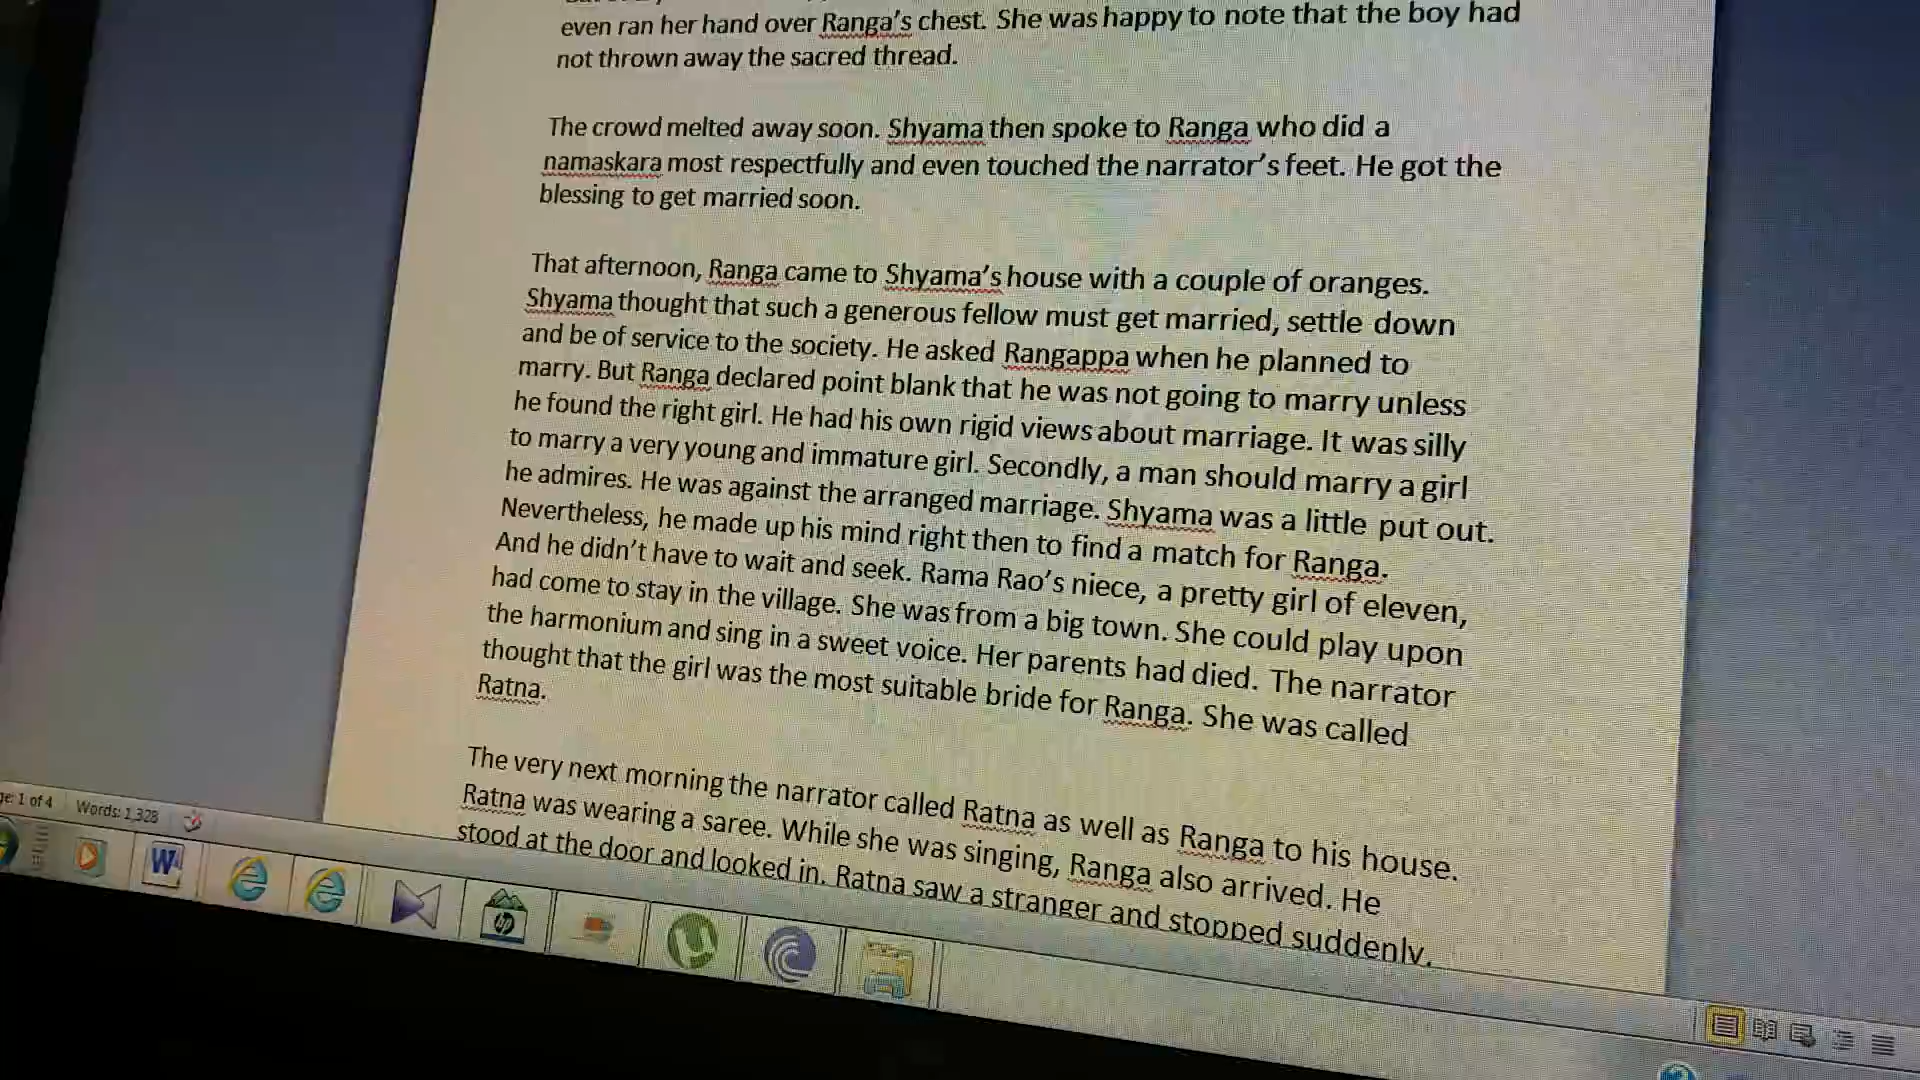 even ran her hand over Ranga's chest. She was happy to note that the boy had
not thrown away the sacred thread.
The crowd melted away soon. Shyama then spoke to Ranga who did a
namaskara most respectfully and even touched the narrator's feet. He got the
blessing to get married soon.
That afternoon, Ranga came to Shyama's house with a couple of oranges.
Shyama thought that such a generous fellow must get married, settle down
and be of service to the society. He asked Rangappa when he planned to
marry. But Ranga declared point blank that he was not going to marry unless
he found the right girl. He had his own rigid views about marriage. It was silly
to marry a very young and immature girl. Secondly, a man should marry a girl
he admires. He was against the arranged marriage. Shyama was a little put out.
Nevertheless, he made up his mind right then to find a match for Ranga.
And he didn't have to wait and seek. Rama Rao's niece, a pretty girl of eleven,
had come to stay in the village. She was from a big town. She could play upon
the harmonium and sing in a sweet voice. Her parents had died. The narrator
thought that the girl was the most suitable bride for Ranga. She was called
Ratna.
The very next morning the narrator called Ratna as well as Ranga to his house.
Ratna was wearing a saree. While she was singing, Ranga also arrived. He
stood at the door and looked in. Ratna saw a stranger and stopped suddenly.
1 of 4 Words: 1,328
W
hp